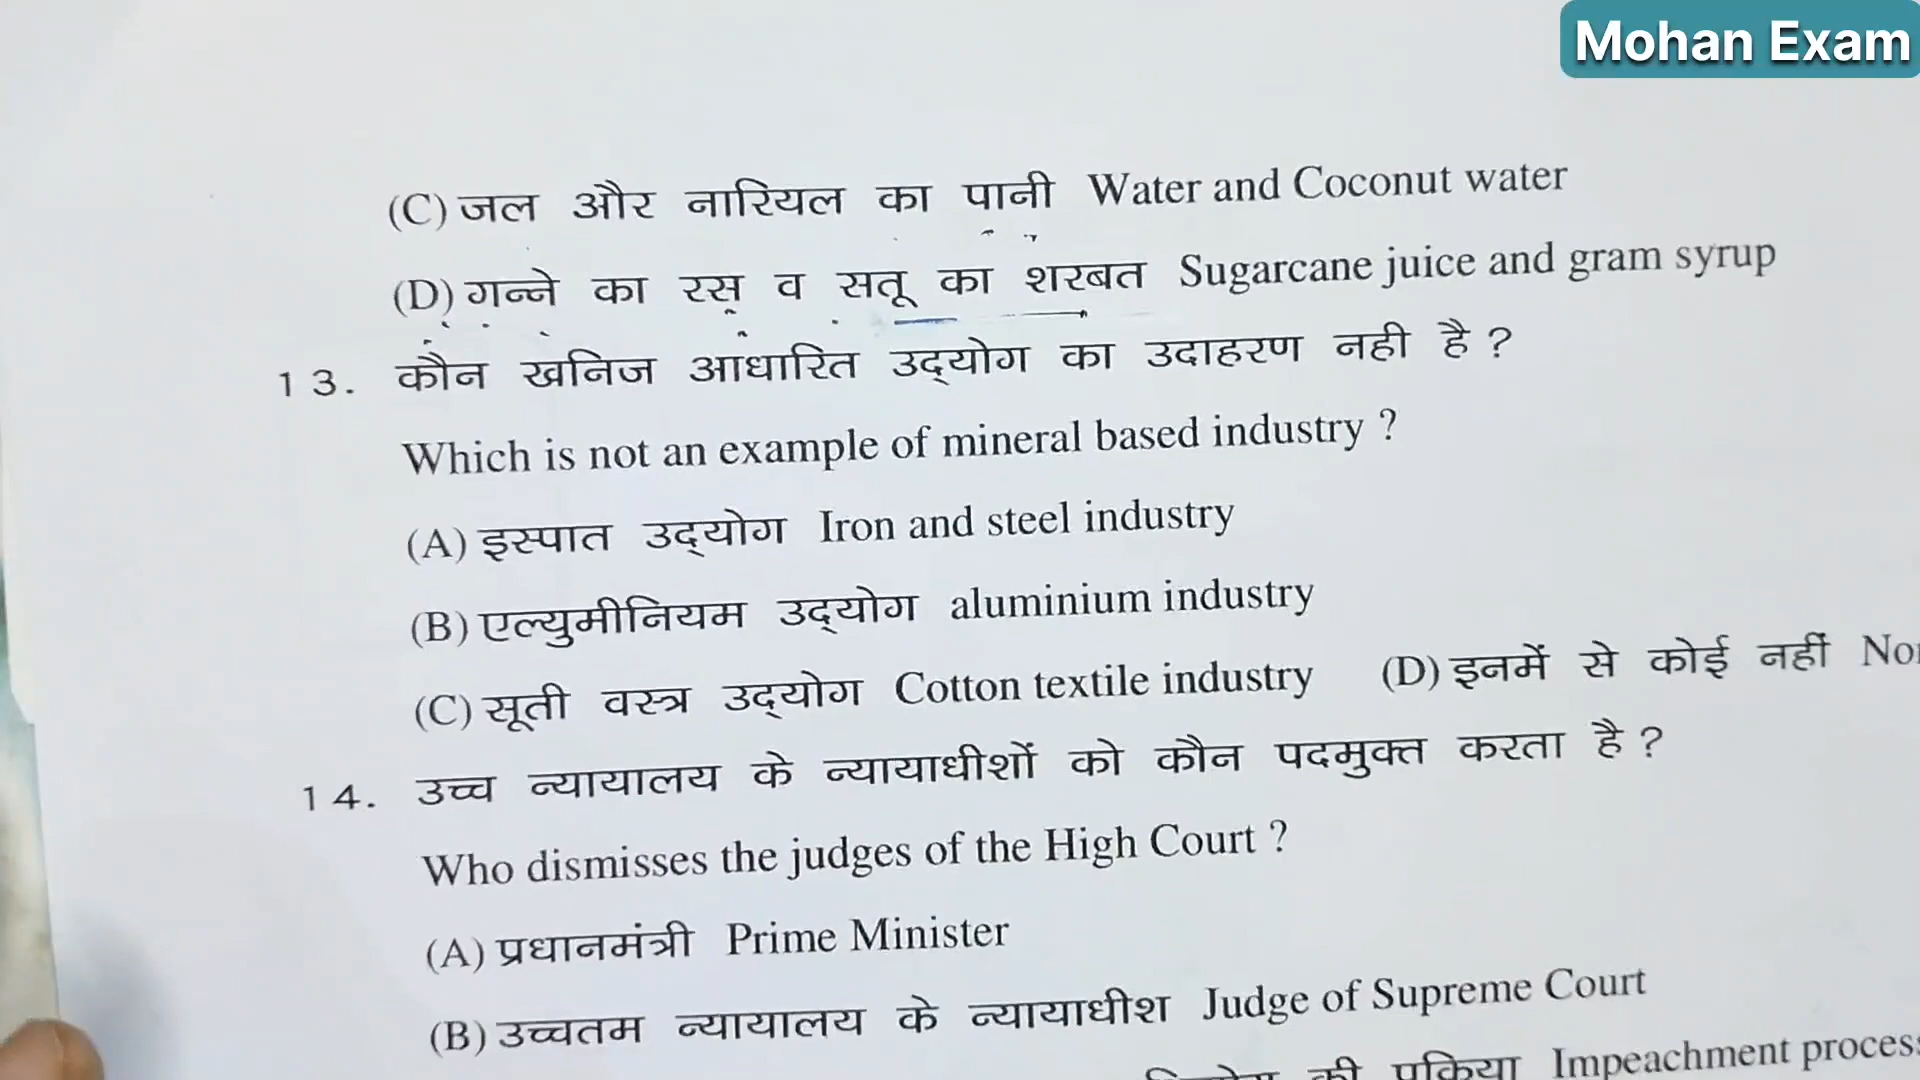 Mohan Exam
(C) जल और नारियल का पानी Water and Coconut water
(D) गन्ने का रस व सतू का शरबत Sugarcane juice and gram syrup
13. कौन खनिज आधारित उद्योग का उदाहरण नही है ?
Which is not an example of mineral based industry ?
(A) इस्पात उद्योग Iron and steel industry
(B) एल्युमीनियम उद्योग aluminium industry
(C) सूती वस्त्र उद्योग Cotton textile industry (D) इनमें से कोई नहीं
14. उच्च न्यायालय के न्यायाधीशों को कौन पदमुक्त करता है ?
Who dismisses the judges of the High Court ?
(A) प्रधानमंत्री Prime Minister
(B) उच्चतम न्यायालय के न्यायाधीश Judge of Supreme Court
की प्रक्रिया Impeachment process